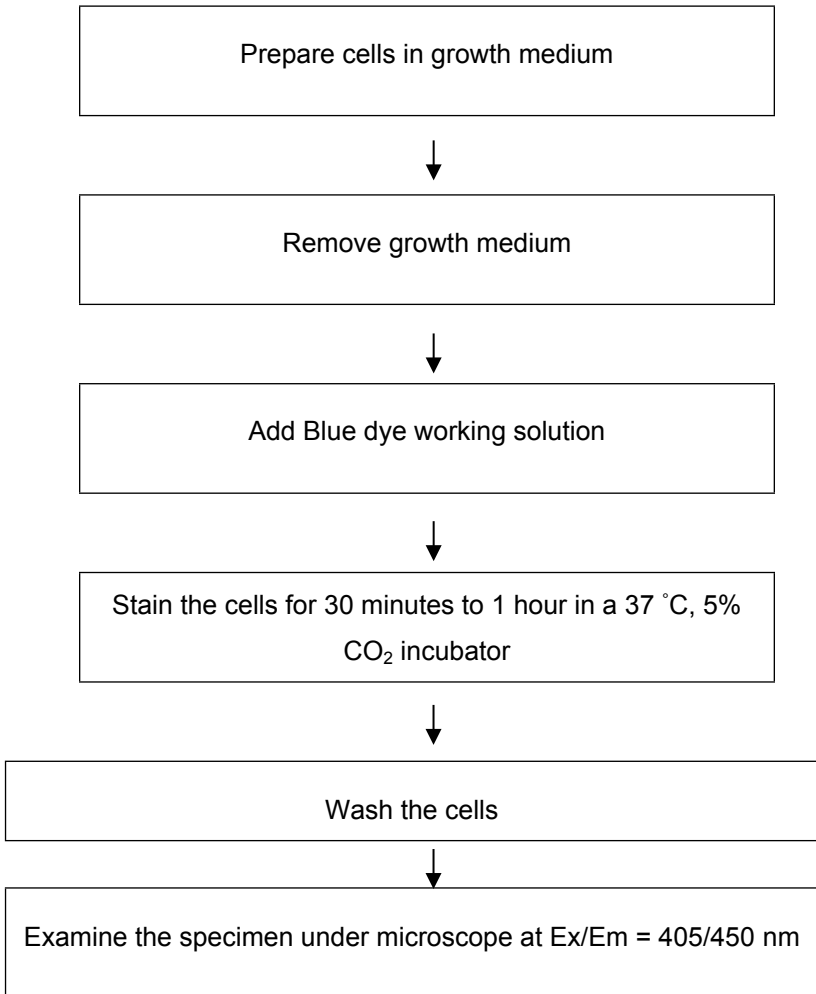 Prepare cells in growth medium
Remove growth medium
Add Blue dye working solution
Stain the cells for 30 minutes to 1 hour in a 37 °C, 5%
CO₂ incubator
Wash the cells
Examine the specimen under microscope at Ex/Em = 405/450 nm